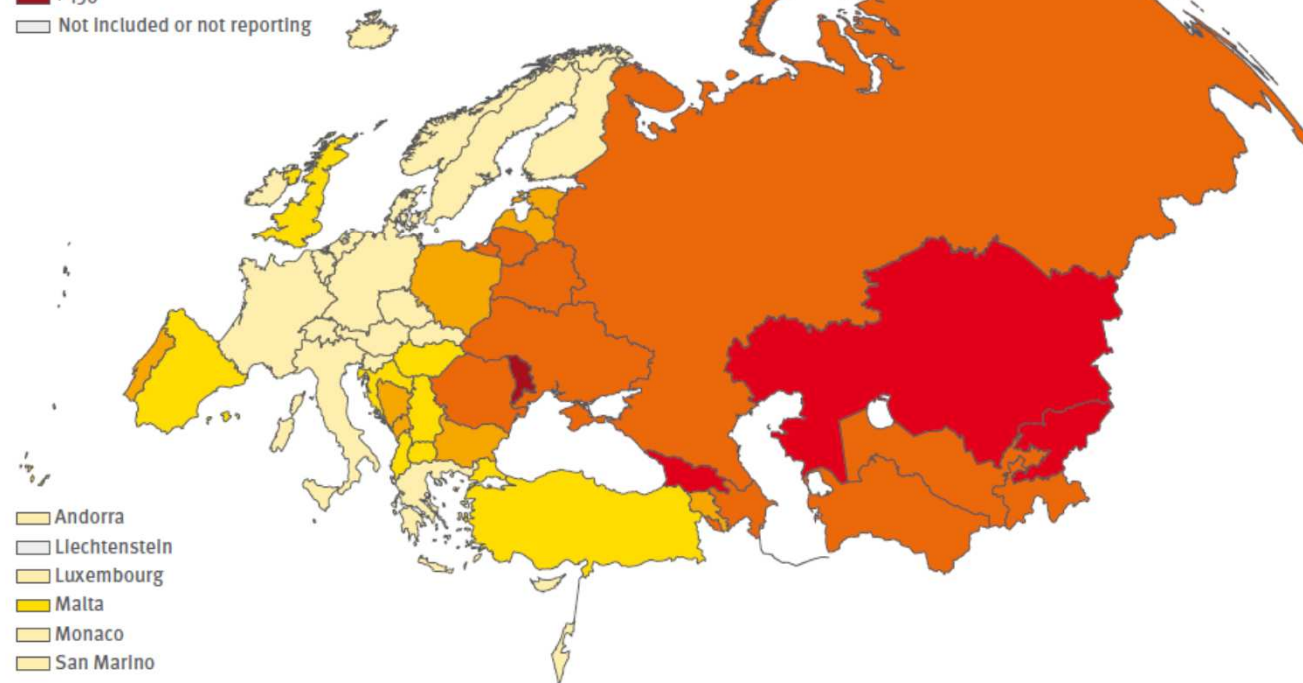 Not included or not reporting
Andorra
Liechtenstein
Luxembourg
Malta
Monaco
San Marino